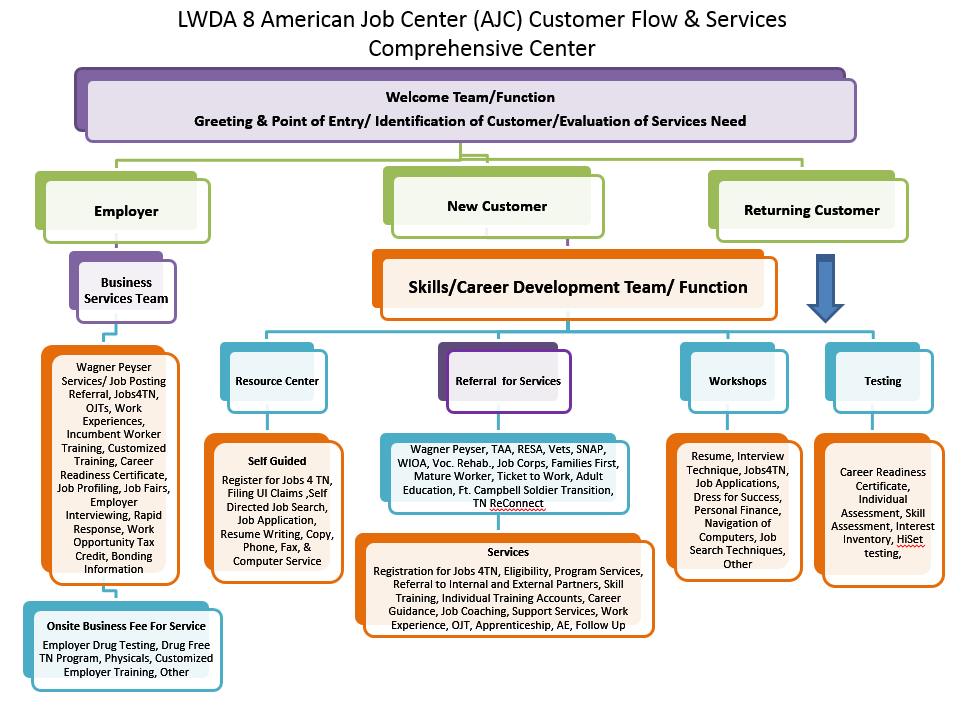 LWDA 8 American Job Center (AJC) Customer Flow & Services
Comprehensive Center
Welcome Team/Function
Greeting & Point of Entry/ Identification of Customer/Evaluation of Services Need
Employer
New Customer
Returning Customer
Business
Services Team
Skills/Career Development Team/ Function
Wagner Peyser
Services/ Job Posting
Referral, Jobs4TN,
OJTs, Work
Experiences,
Incumbent Worker
Training, Customized
Training, Career
Readiness Certificate,
Job Profiling, Job Fairs,
Employer
Interviewing, Rapid
Response, Work
Opportunity Tax
Credit, Bonding
Information
Onsite Business Fee For Service
Employer Drug Testing, Drug Free
TN Program, Physicals, Customized
Employer Training, Other
Resource Center
Self Guided
Register for Jobs 4 TN,
Filing UI Claims ,Self
Directed Job Search,
Job Application,
Resume Writing, Copy,
Phone, Fax, &
Computer Service
Referral for Services
Wagner Peyser, TAA, RESA, Vets, SNAP,
WIOA, Voc. Rehab., Job Corps, Families First,
Mature Worker, Ticket to Work, Adult
Education, Ft. Campbell Soldier Transition,
TN ReConnect
Services
Registration for Jobs 4TN, Eligibility, Program Services,
Referral to Internal and External Partners, Skill
Training, Individual Training Accounts, Career
Guidance, Job Coaching, Support Services, Work
Experience, OJT, Apprenticeship, AE, Follow Up
Workshops
Resume, Interview
Technique, Jobs4TN,
Job Applications,
Dress for Success,
Personal Finance,
Navigation of
Computers, Job
Search Techniques,
Other
Testing
Career Readiness
Certificate,
Individual
Assessment, Skill
Assessment, Interest
Inventory, HiSet
testing,